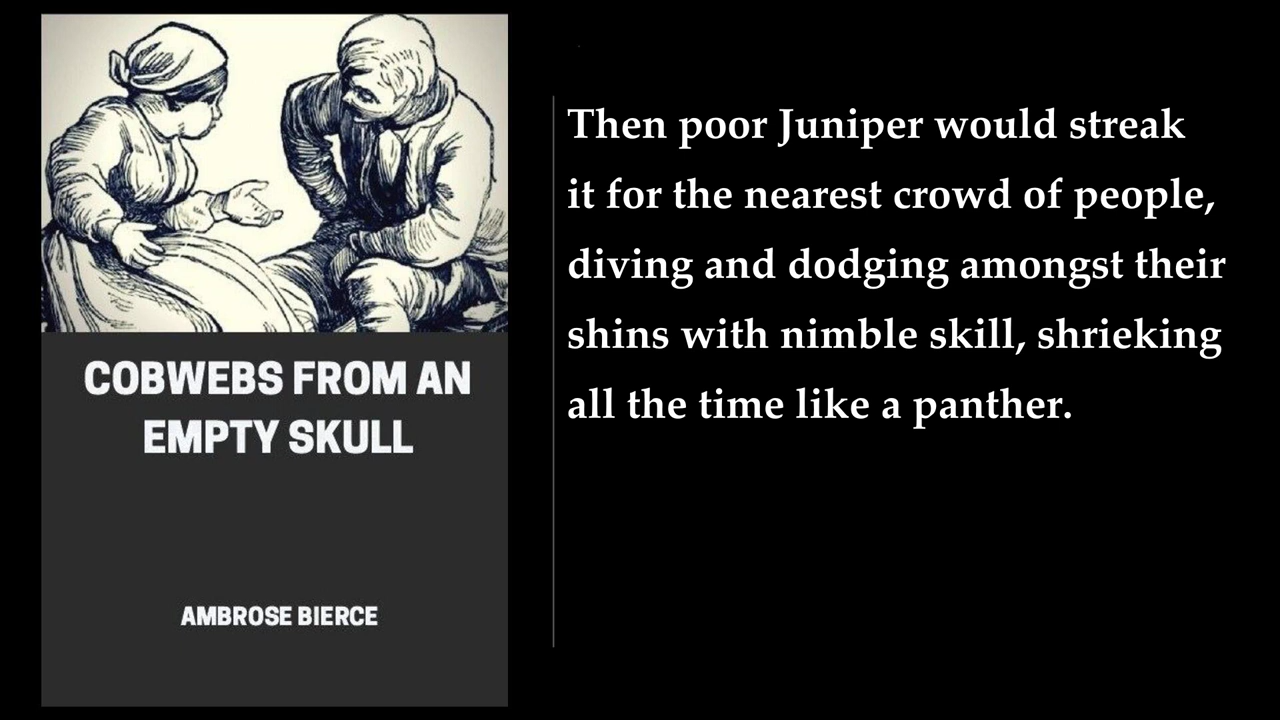 COBWEBS FROM AN
EMPTY SKULL
AMBROSE BIERCE
Then poor Juniper would streak
it for the nearest crowd of people,
diving and dodging amongst their
shins with nimble skill, shrieking
all the time like a panther.